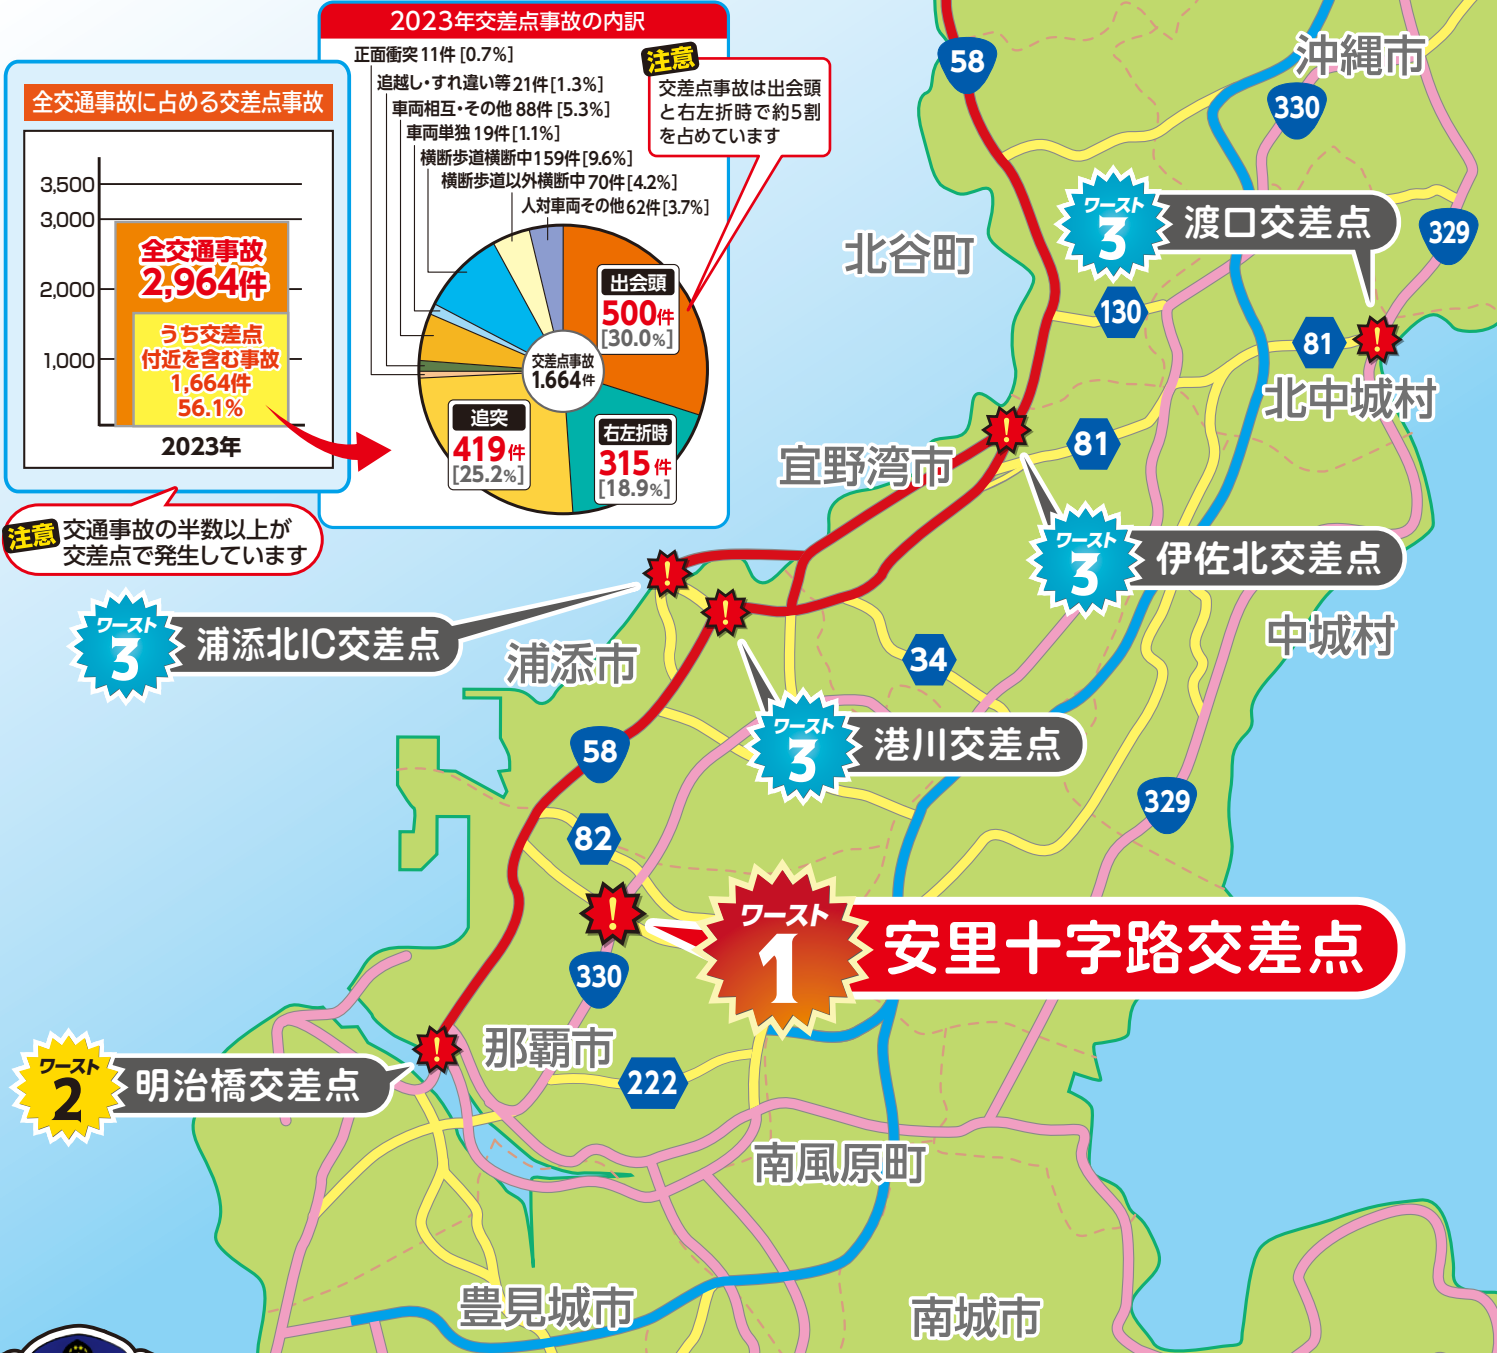 2023年交差点事故の内訳
正面衝突11件[0.7%]
追越し・すれ違い等21件[1.3%]
車両相互・その他 88件 [5.3%]
車両単独 19件[1.1%]
横断歩道横断中159件[9.6%]
横断歩道以外横断中 70件[4.2%]
人対車両その他62件[3.7%]
注意
交差点事故は出会頭
と右左折時で約5割
を占めています
出会頭
500件
[30.0%]
交差点事故
1.664件
追突
419件
[25.2%]
右左折時
315件
[18.9%]
全交通事故に占める交差点事故
3,500
3,000
2,000
1,000
全交通事故
2,964件
うち交差点
付近を含む事故
1,664件
56.1%
2023年
注意
交通事故の半数以上が
交差点で発生しています
58
沖縄市
330
ワースト
3
渡口交差点
329
北谷町
130
81
北中城村
81
宜野湾市
ワースト
3
伊佐北交差点
ワースト
3
浦添北IC交差点
浦添市
34
中城村
ワースト
3
港川交差点
58
329
82
ワースト
1
安里十字路交差点
330
那覇市
ワースト
2
明治橋交差点
222
南風原町
豊見城市
南城市